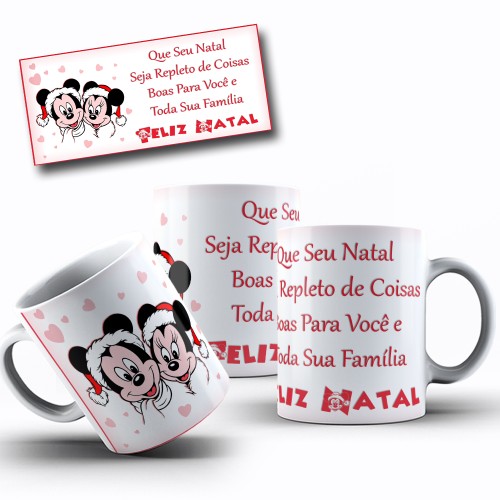 Que Seu Natal
Seja Repleto de Coisas
Boas Para Você e
Toda Sua Família
Feliz Natal
Que Seu
Seja Rep
Boas
Toda
Feliz
Que Seu Natal
Repleto de Coisas
Boas Para Você e
Toda Sua Família
Feliz Natal